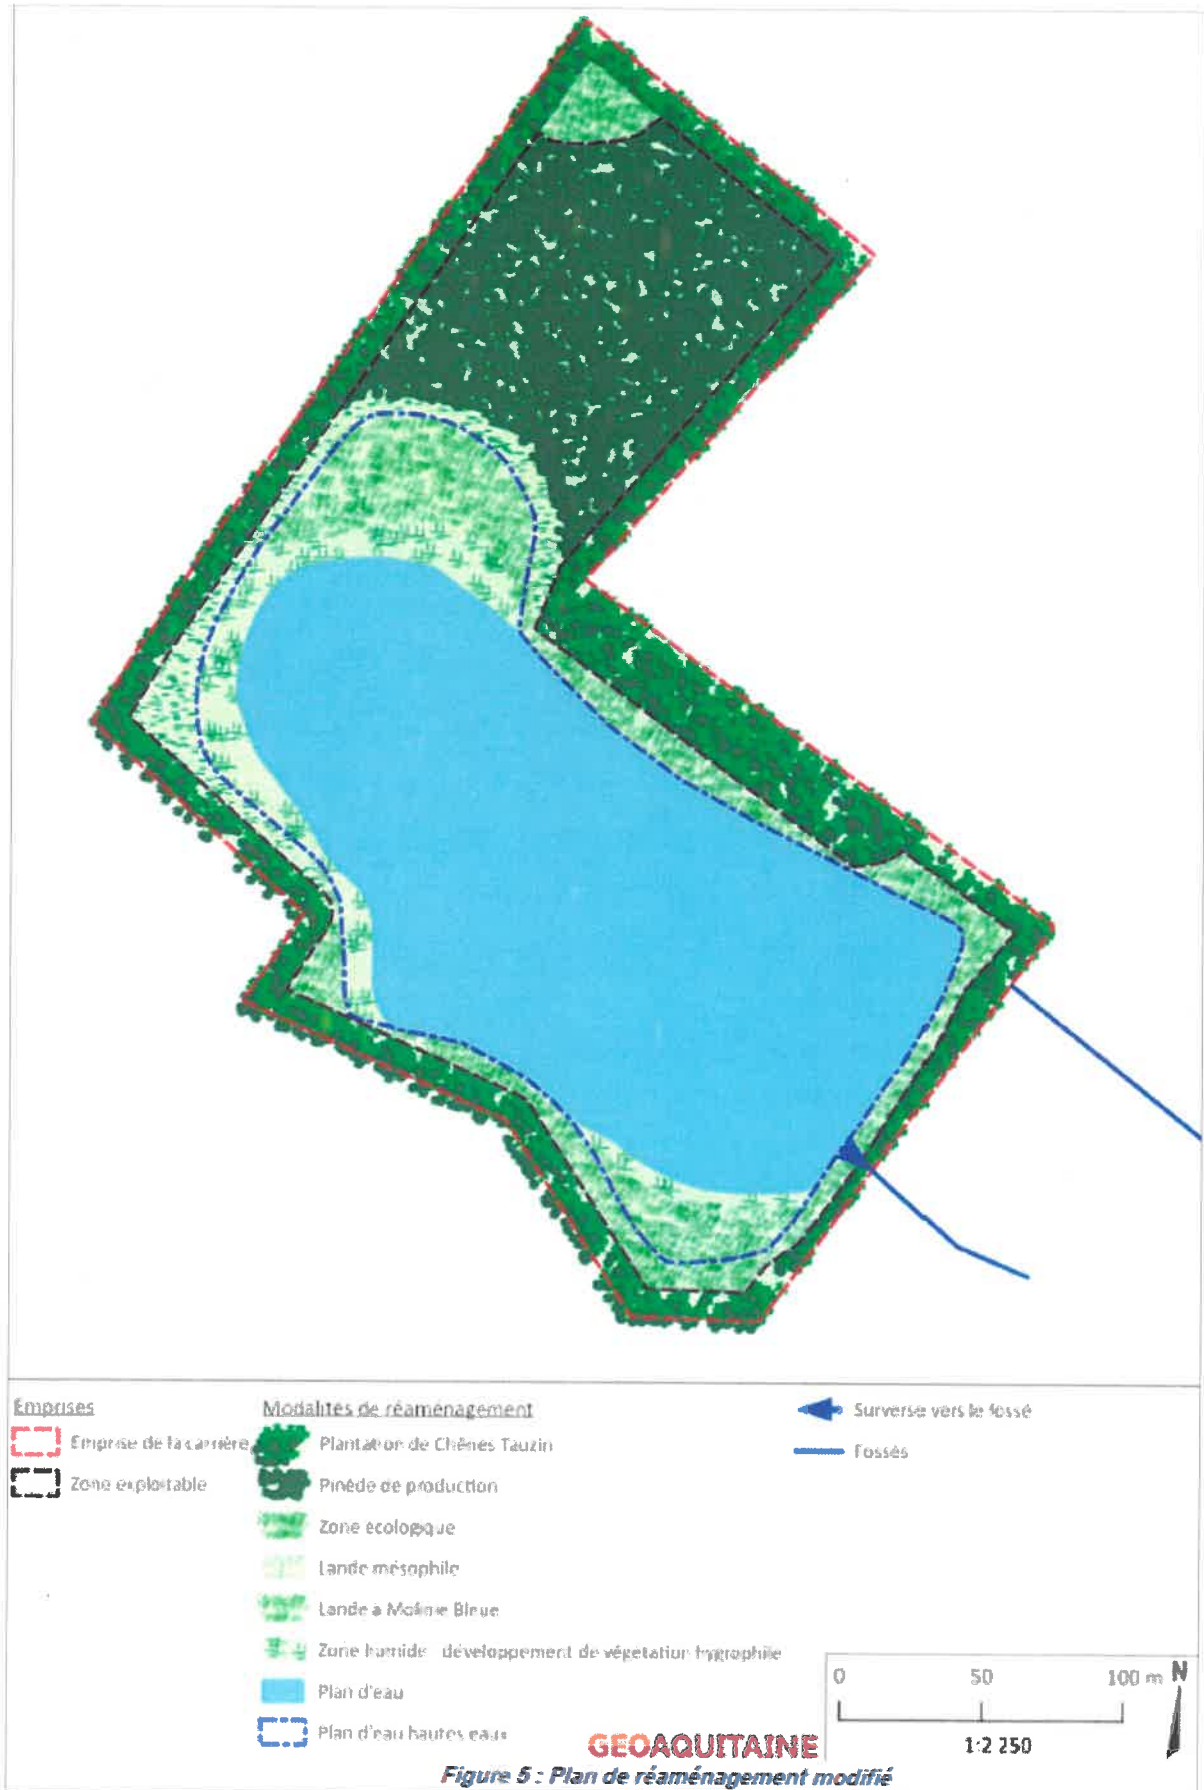 Emprises
Emprise de la carrière
Zone exploitable
Modalités de réaménagement
Plantation de Chênes Tauzin
Pinède de production
Zone écologique
Lande mésophile
Lande à Molinie Bleue
Zone humide développement de végétation hygrophile
Plan d'eau
Plan d'eau hautes eaux
Surverse vers le fossé
Fossés
0 50 100 m N
1:2 250
GEOAQUITAINE
Figure 5 : Plan de réaménagement modifié